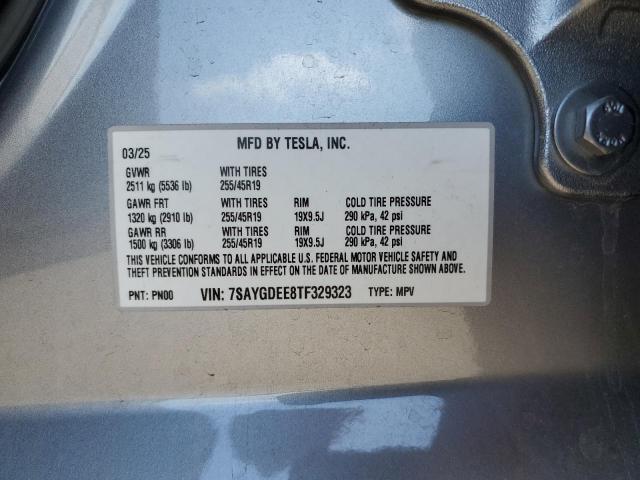 MFD BY TESLA, INC.
03/25
GVWR WITH TIRES
2511 kg (5536 lb) 255/45R19
GAWR FRT WITH TIRES RIM COLD TIRE PRESSURE
1320 kg (2910 lb) 255/45R19 19X9.5J 290 kPa, 42 psi
GAWR RR WITH TIRES RIM COLD TIRE PRESSURE
1500 kg (3306 lb) 255/45R19 19X9.5J 290 kPa, 42 psi
THIS VEHICLE CONFORMS TO ALL APPLICABLE U.S. FEDERAL MOTOR VEHICLE SAFETY AND
THEFT PREVENTION STANDARDS IN EFFECT ON THE DATE OF MANUFACTURE SHOWN ABOVE.
PNT: PN00 VIN: 7SAYGDEE8TF329323 TYPE: MPV